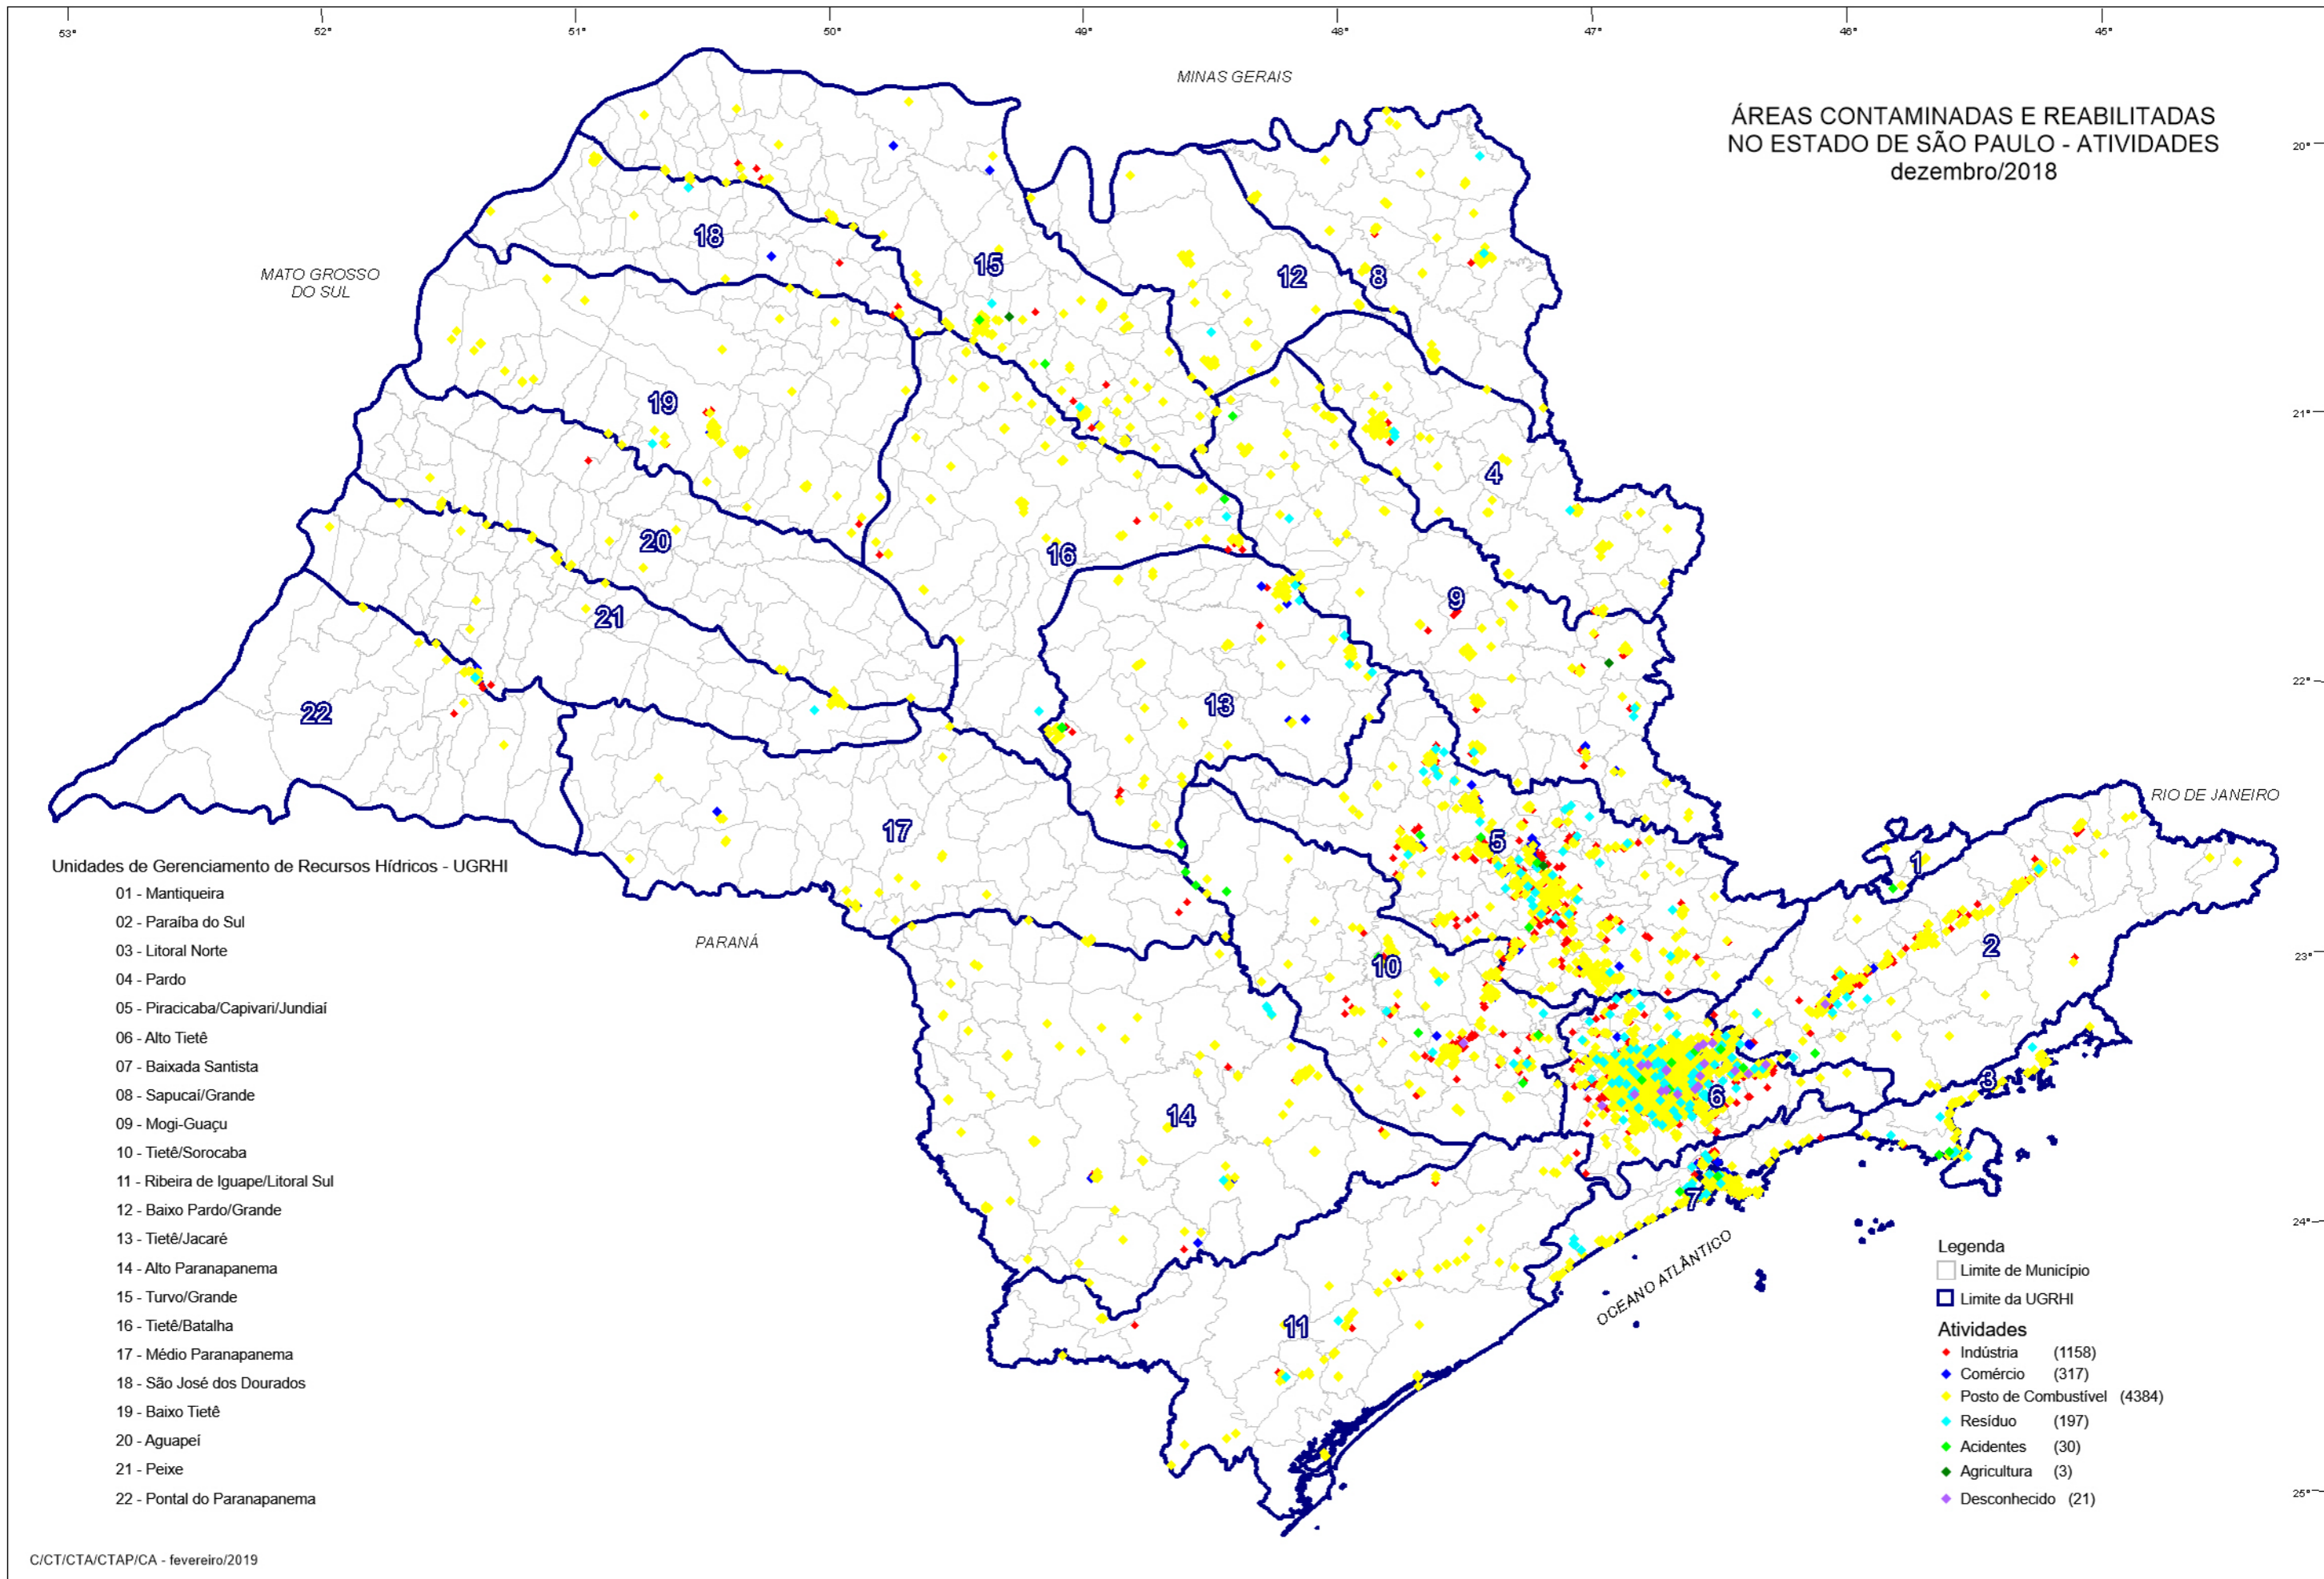 53°
52°
51°
50°
49°
48°
47°
46°
45°
MINAS GERAIS
ÁREAS CONTAMINADAS E REABILITADAS
NO ESTADO DE SÃO PAULO - ATIVIDADES
dezembro/2018
20°
MATO GROSSO
DO SUL
18
15
12
8
19
21°
4
20
16
9
21
22
13
22°
RIO DE JANEIRO
17
5
1
PARANÁ
10
2
23°
14
6
3
7
24°
OCEANO ATLÂNTICO
11
25°
Unidades de Gerenciamento de Recursos Hídricos - UGRHI
01 - Mantiqueira
02 - Paraíba do Sul
03 - Litoral Norte
04 - Pardo
05 - Piracicaba/Capivari/Jundiaí
06 - Alto Tietê
07 - Baixada Santista
08 - Sapucaí/Grande
09 - Mogi-Guaçu
10 - Tietê/Sorocaba
11 - Ribeira de Iguape/Litoral Sul
12 - Baixo Pardo/Grande
13 - Tietê/Jacaré
14 - Alto Paranapanema
15 - Turvo/Grande
16 - Tietê/Batalha
17 - Médio Paranapanema
18 - São José dos Dourados
19 - Baixo Tietê
20 - Aguapeí
21 - Peixe
22 - Pontal do Paranapanema
Legenda
Limite de Município
Limite da UGRHI
Atividades
Indústria (1158)
Comércio (317)
Posto de Combustível (4384)
Resíduo (197)
Acidentes (30)
Agricultura (3)
Desconhecido (21)
C/CT/CTA/CTAP/CA - fevereiro/2019